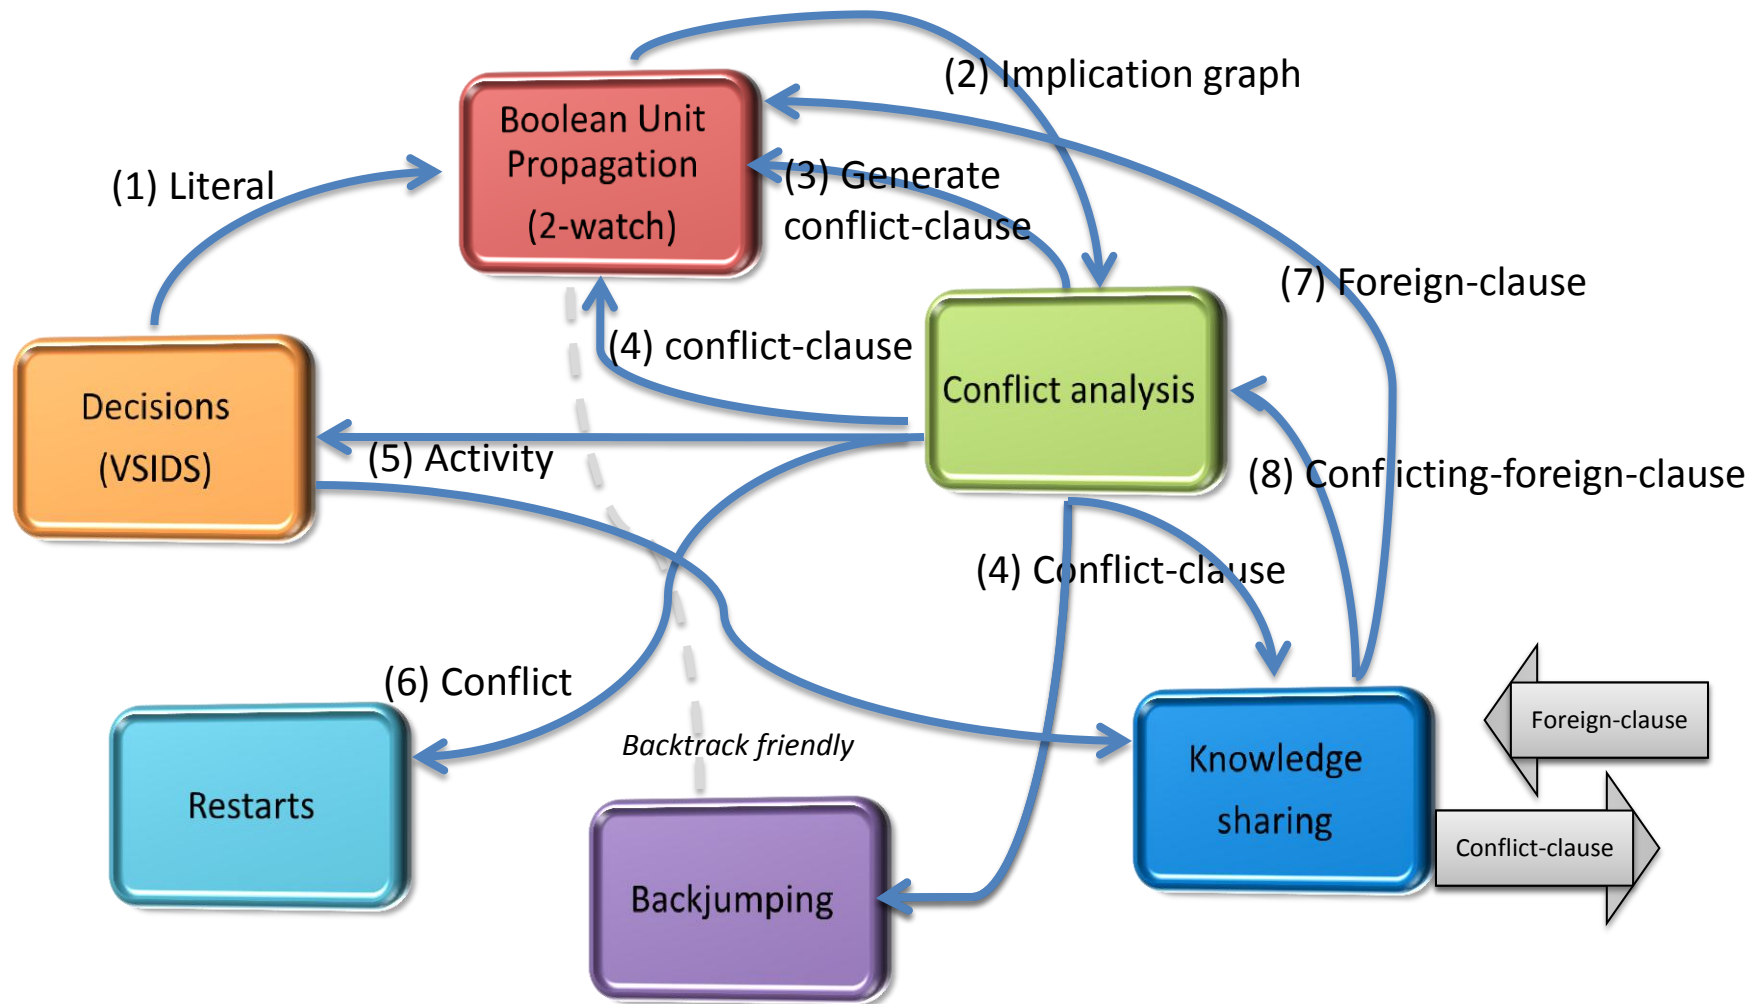 (2) Implication graph
Boolean Unit
Propagation
(2-watch)
(1) Literal
(3) Generate
conflict-clause
(7) Foreign-clause
(4) conflict-clause
Conflict analysis
Decisions
(VSIDS)
(5) Activity
(8) Conflicting-foreign-clause
(4) Conflict-clause
(6) Conflict
Backtrack friendly
Foreign-clause
Knowledge
sharing
Restarts
Conflict-clause
Backjumping